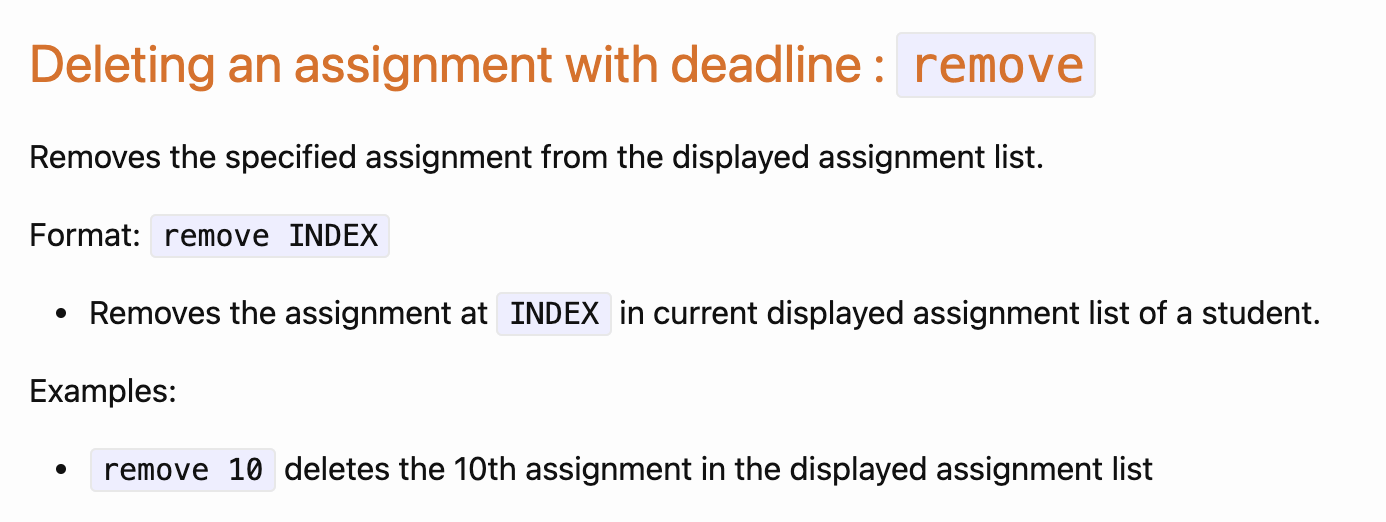 Deleting an assignment with deadline : remove
Removes the specified assignment from the displayed assignment list.
Format: remove INDEX
• Removes the assignment at INDEX in current displayed assignment list of a student.
Examples:
• remove 10 deletes the 10th assignment in the displayed assignment list